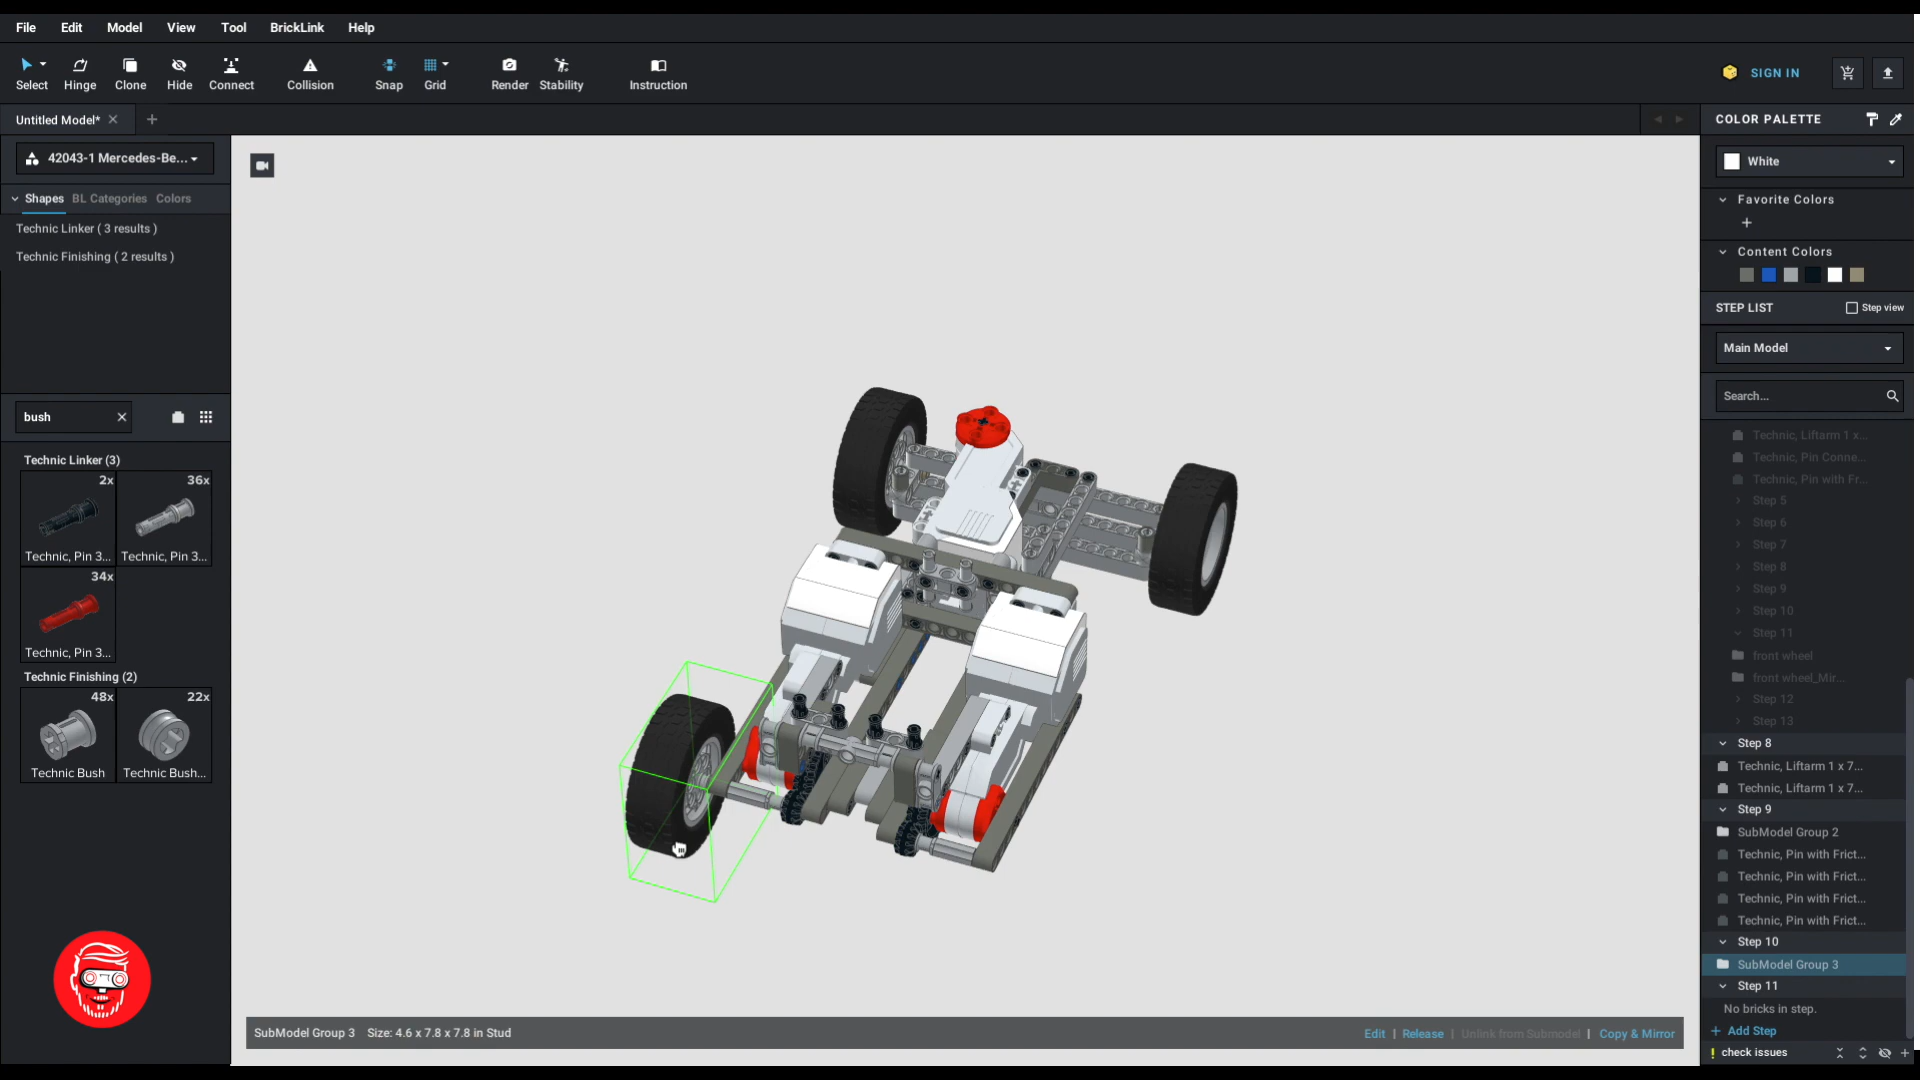 File Edit Model View Tool BrickLink Help
Select Hinge Clone Hide Connect Collision Snap Grid Render Stability Instruction
SIGN IN
Untitled Model*
42043-1 Mercedes-Be...
Shapes BL Categories Colors
Technic Linker ( 3 results )
Technic Finishing ( 2 results )
bush
Technic Linker (3)
2x 36x
Technic, Pin 3... Technic, Pin 3...
34x
Technic, Pin 3...
Technic Finishing (2)
48x 22x
Technic Bush Technic Bush...
SubModel Group 3 Size: 4.6 x 7.8 x 7.8 in Stud
Edit | Release | Unlink from Submodel | Copy & Mirror
COLOR PALETTE
White
Favorite Colors
Content Colors
STEP LIST Step view
Main Model
Search...
Technic, Liftarm 1 x...
Technic, Pin Conne...
Technic, Pin with Fr...
Step 5
Step 6
Step 7
Step 8
Step 9
Step 10
Step 11
front wheel
front wheel_Mir...
Step 12
Step 13
Step 8
Technic, Liftarm 1 x 7...
Technic, Liftarm 1 x 7...
Step 9
SubModel Group 2
Technic, Pin with Frict...
Technic, Pin with Frict...
Technic, Pin with Frict...
Technic, Pin with Frict...
Step 10
SubModel Group 3
Step 11
No bricks in step.
+ Add Step
! check issues